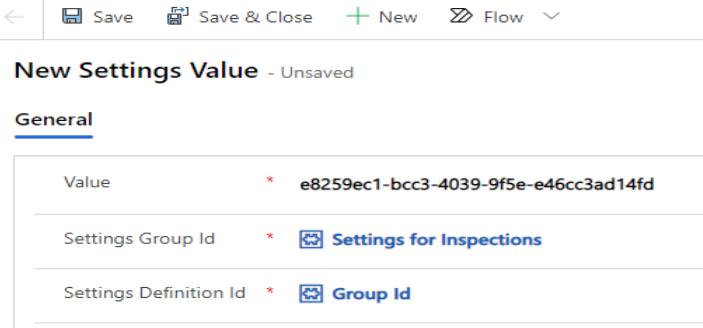 Save Save & Close New Flow
New Settings Value - Unsaved
General
Value * e8259ec1-bcc3-4039-9f5e-e46cc3ad14fd
Settings Group Id * Settings for Inspections
Settings Definition Id * Group Id